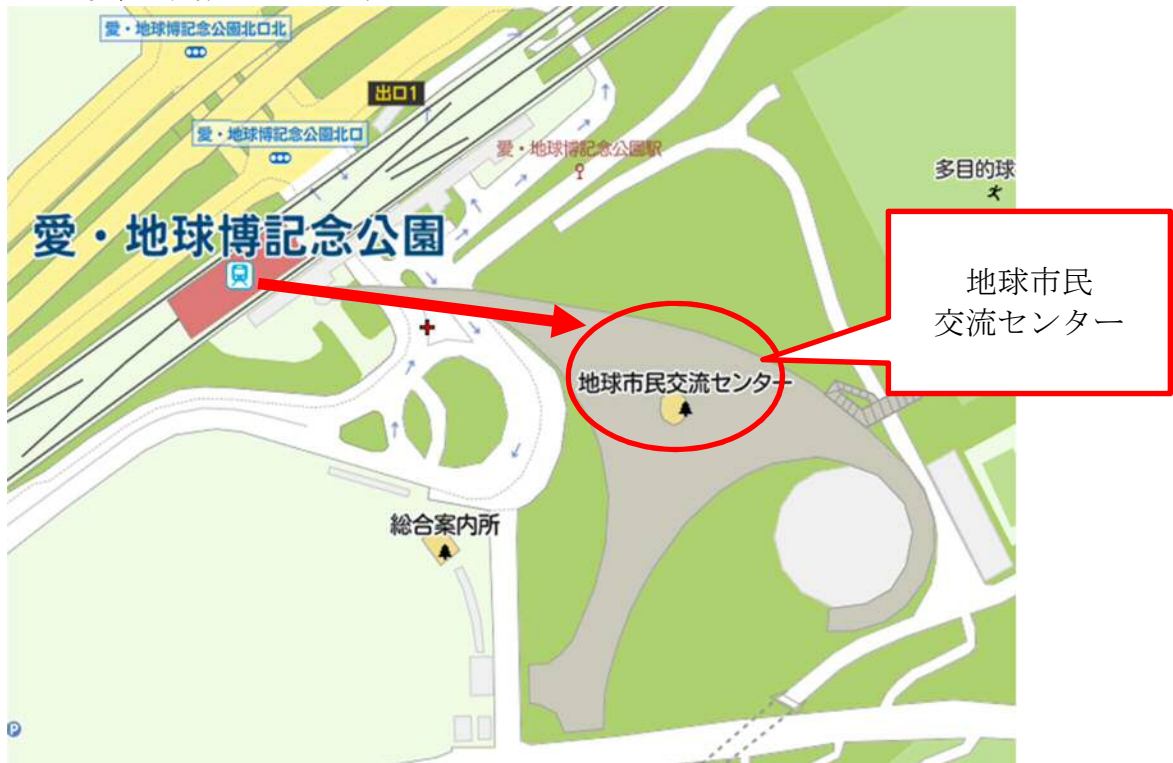 愛・地球博記念公園北口北
出口1
愛・地球博記念公園北口
愛・地球博記念公園駅
多目的球
愛・地球博記念公園
地球市民
交流センター
地球市民交流センター
総合案内所
P